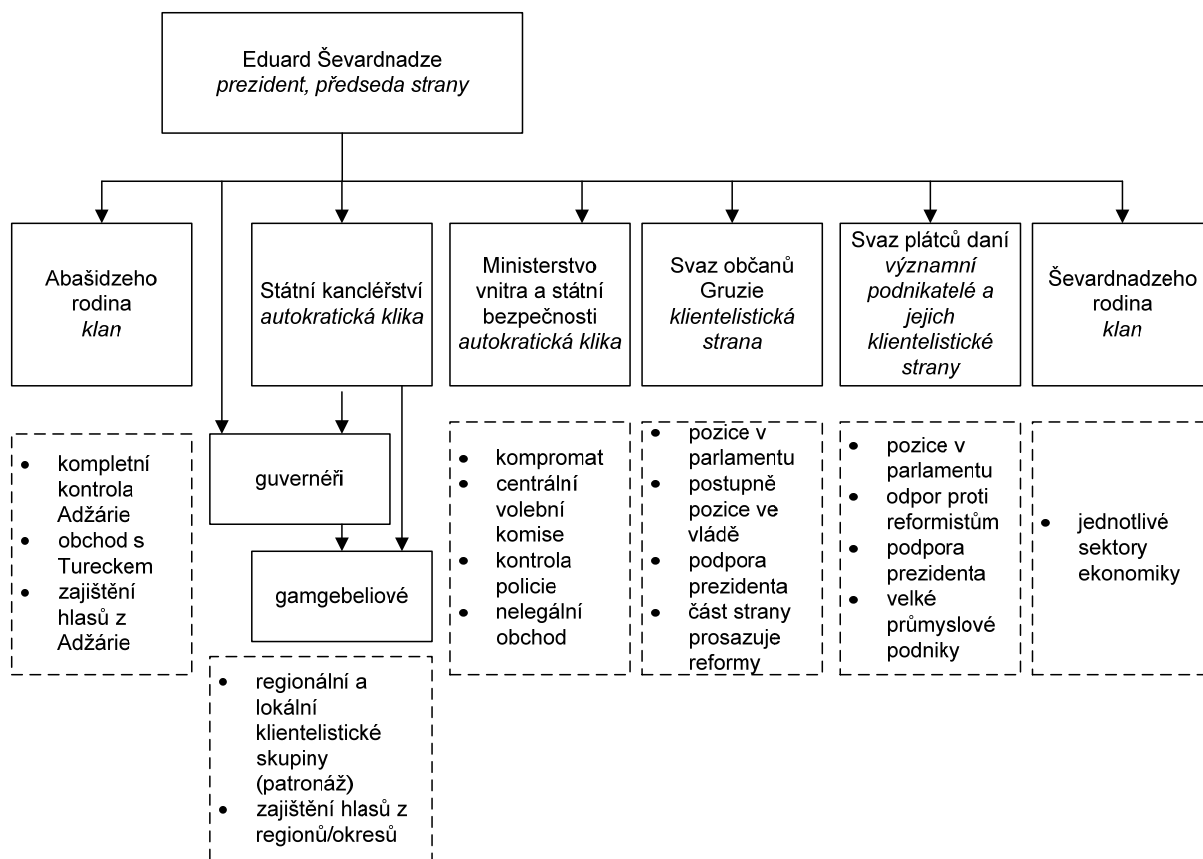 Eduard Ševardnadze
prezident, předseda strany
Abašidzeho
rodina
klan
Státní kancléřství
autokratická klika
Ministerstvo
vnitra a státní
bezpečnosti
autokratická klika
Svaz občanů
Gruzie
klientelistická
strana
Svaz plátců daní
významní
podnikatelé a
jejich
klientelistické
strany
Ševardnadzeho
rodina
klan
• kompletní
kontrola
Adžárie
• obchod s
Tureckem
• zajištění
hlasů z
Adžárie
guvernéři
gamgebeliové
• regionální a
lokální
klientelistické
skupiny
(patronáž)
• zajištění hlasů z
regionů/okresů
• kompromat
• centrální
volební
komise
• kontrola
policie
• nelegální
obchod
• pozice v
parlamentu
• postupně
pozice ve
vládě
• podpora
prezidenta
• část strany
prosazuje
reformy
• pozice v
parlamentu
• odpor proti
reformistům
• podpora
prezidenta
• velké
průmyslové
podniky
• jednotlivé
sektory
ekonomiky